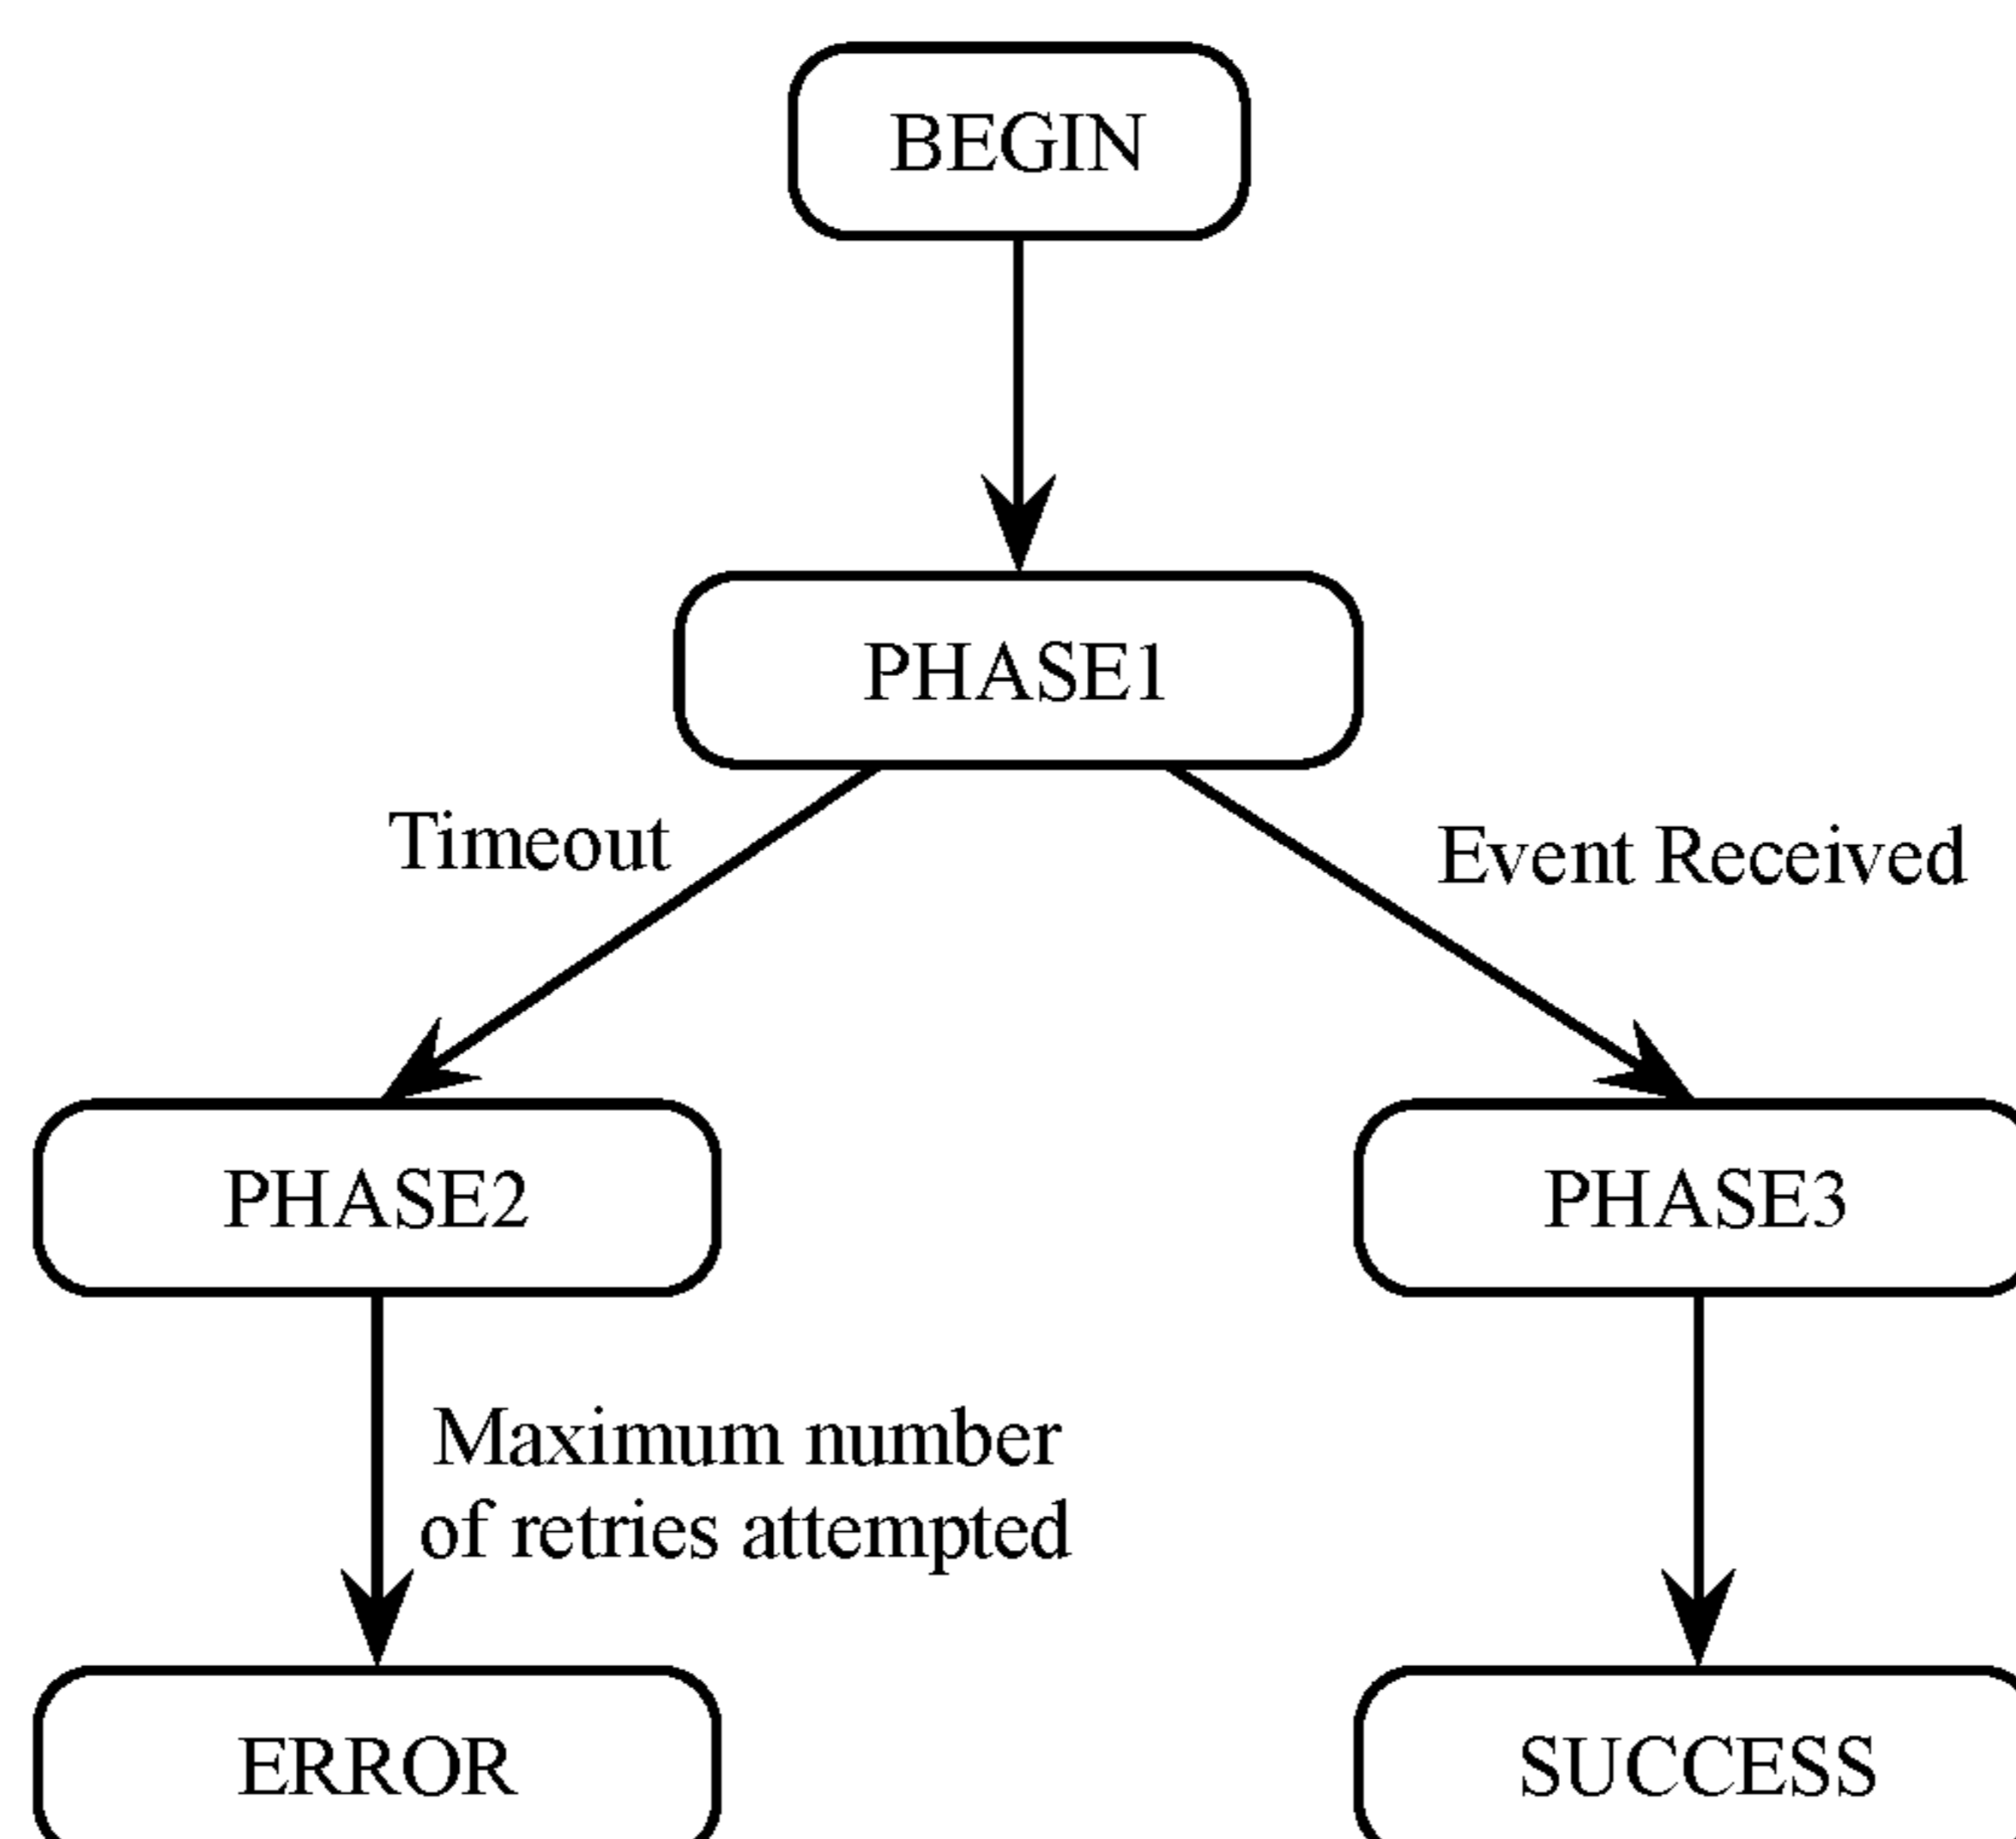 BEGIN
PHASE1
Timeout
Event Received
PHASE2
PHASE3
Maximum number
of retries attempted
ERROR
SUCCESS